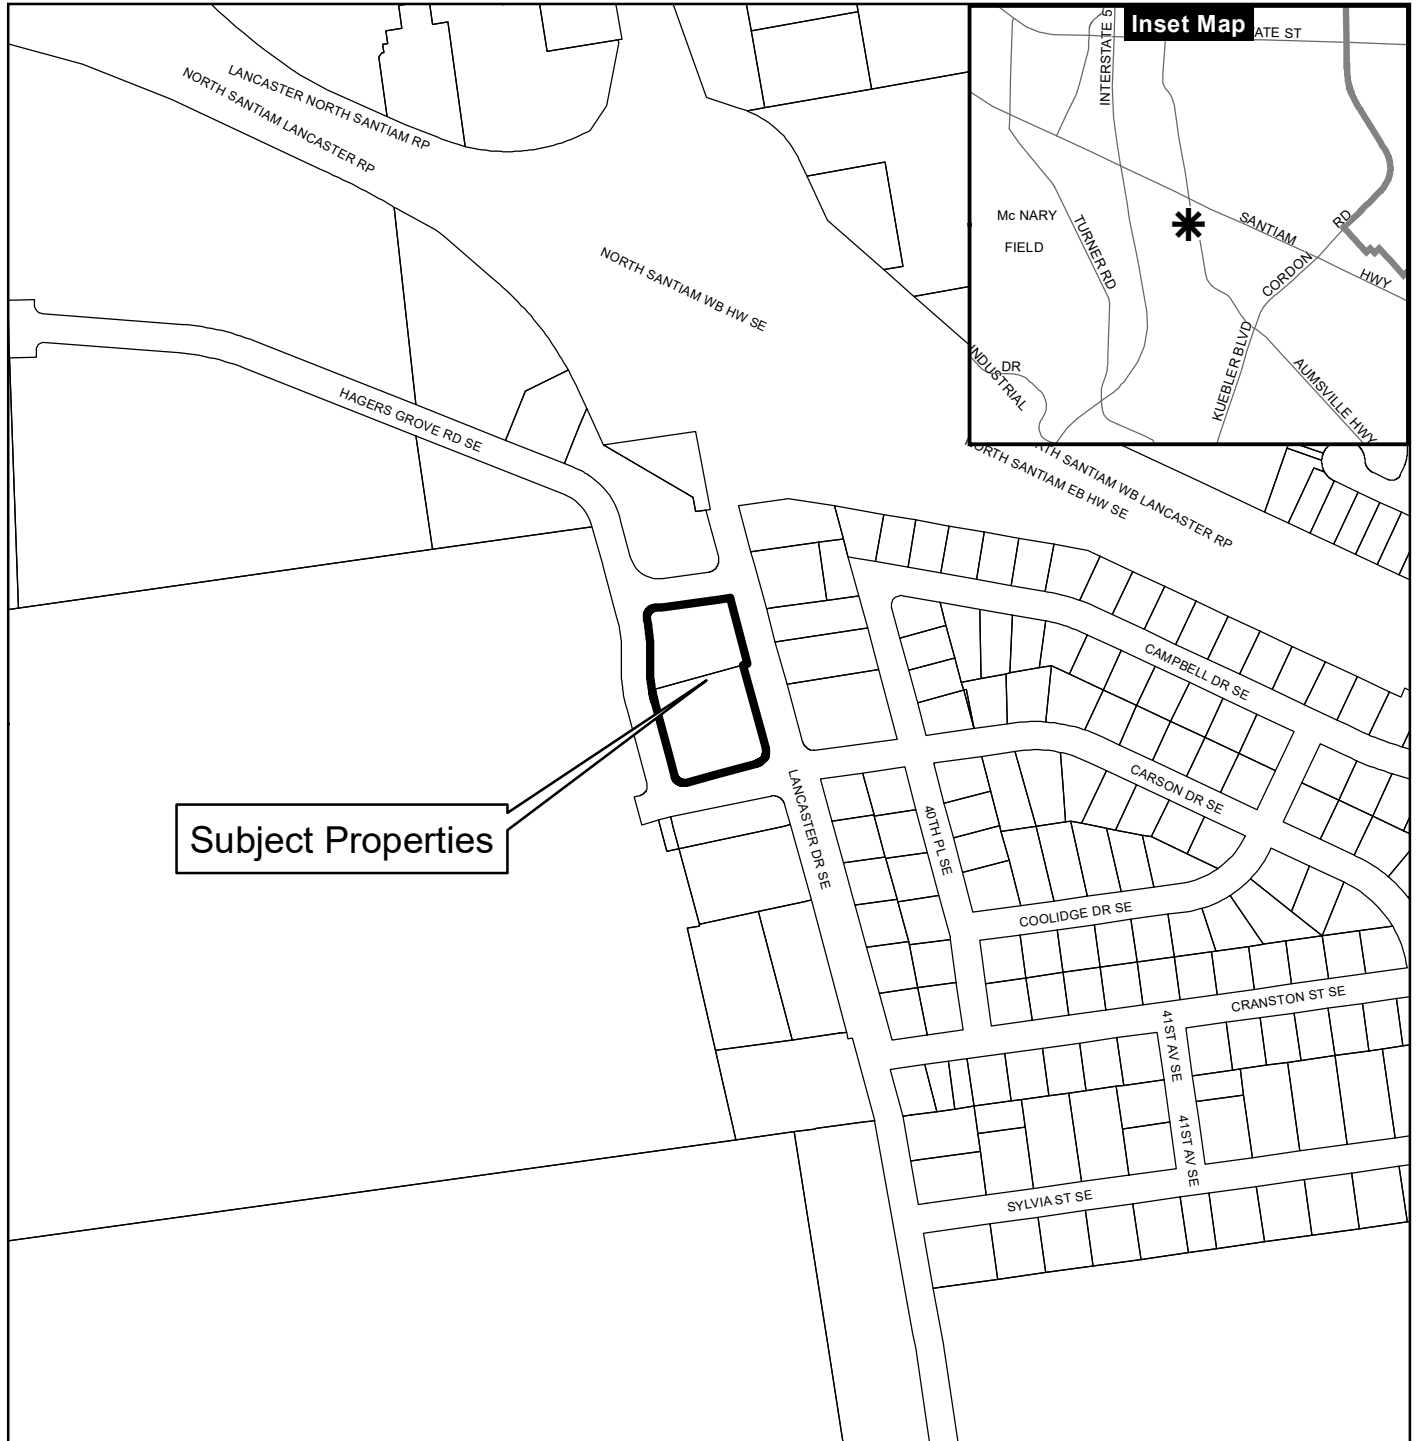 Inset Map
INTERSTATE 5
ATE ST
LANCASTER NORTH SANTIAM RP
NORTH SANTIAM LANCASTER RP
Mc NARY
FIELD
TURNER RD
SANTIAM
HWY
CORDON
RD
NORTH SANTIAM WB HW SE
KUEBLER BLVD
AUMSVILLE HWY
INDUSTRIAL
DR
HAGERS GROVE RD SE
RTH SANTIAM WB LANCASTER RP
NORTH SANTIAM EB HW SE
CAMPBELL DR SE
CARSON DR SE
LANCASTER DR SE
40TH PL SE
Subject Properties
COOLIDGE DR SE
CRANSTON ST SE
41ST AV SE
41ST AV SE
SYLVIA ST SE